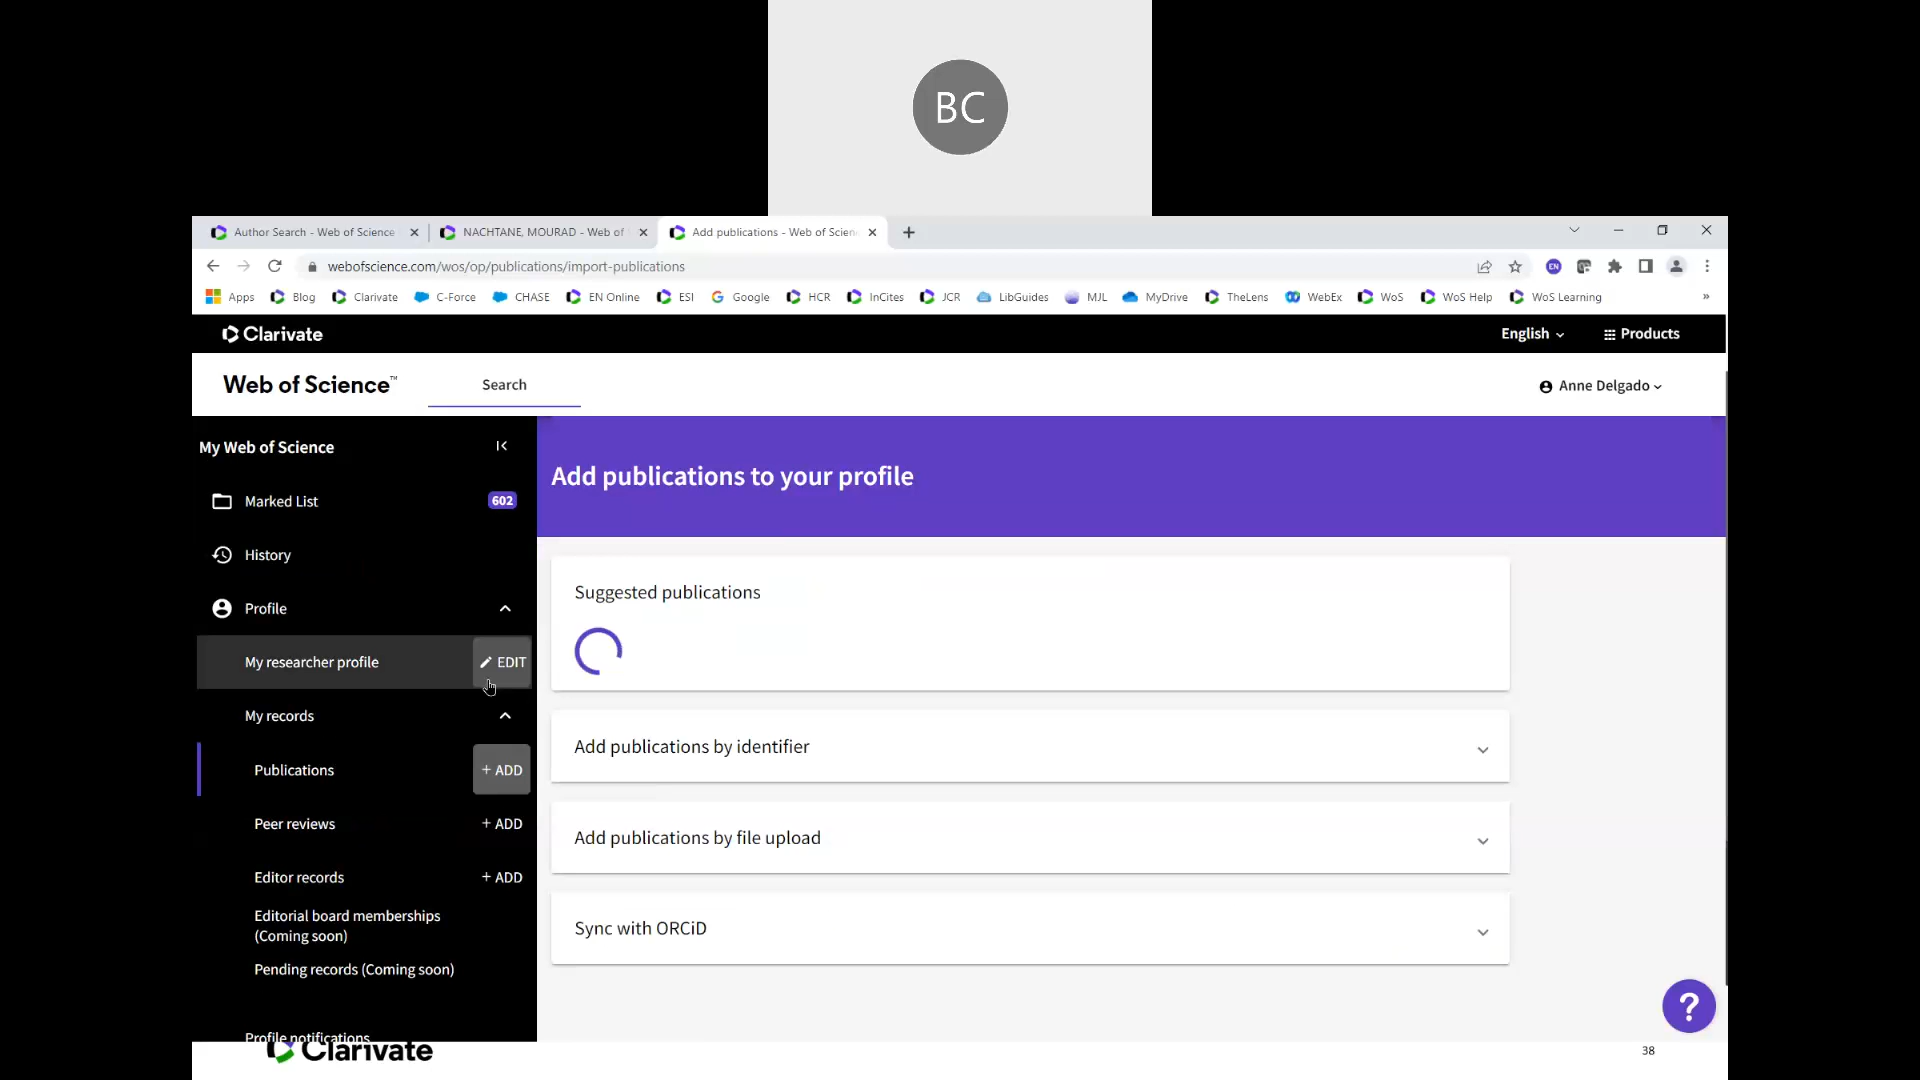 BC
Author Search - Web of Science
NACHTANE, MOURAD - Web of
Add publications - Web of Scien
webofscience.com/wos/op/publications/import-publications
EN
Apps Blog Clarivate C-Force CHASE EN Online ESI Google HCR InCites JCR LibGuides MJL MyDrive TheLens WebEx WoS WoS Help WoS Learning »
Clarivate
English
Products
Web of Science™
Search
Anne Delgado
My Web of Science
Marked List 602
History
Profile
My researcher profile EDIT
My records
Publications + ADD
Peer reviews + ADD
Editor records + ADD
Editorial board memberships
(Coming soon)
Pending records (Coming soon)
Profile notifications
Add publications to your profile
Suggested publications
Add publications by identifier
Add publications by file upload
Sync with ORCiD
?
Clarivate
38